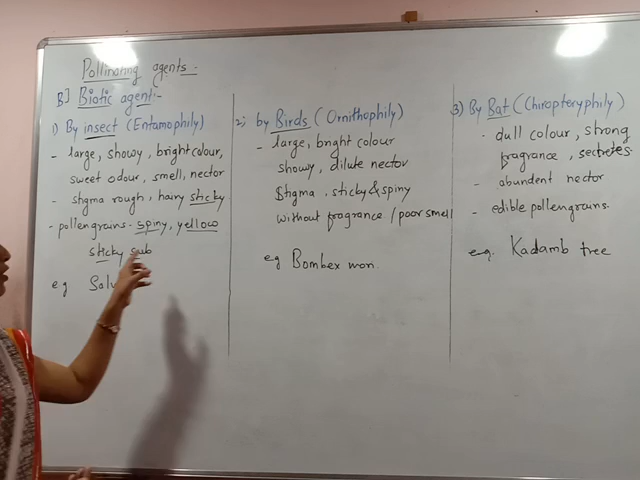 Pollinating agents :-
B] Biotic agent:-
1) By insect (Entamophily)
- large, showy, bright colour,
sweet odour, smell, nector
- stigma rough, hairy sticky
- pollengrains - spiny, yellow
sticky sub
eg Salv
2) by Birds (Ornithophily)
- large, bright colour
showy, dilute nector
Stigma, sticky & spiny
without fragrance / poor smell
eg Bombex mon.
3) By Bat (Chiropteryphily)
- dull colour, strong
fragrance, secretes.
- abundent nector
- edible pollengrains.
eg. Kadamb tree